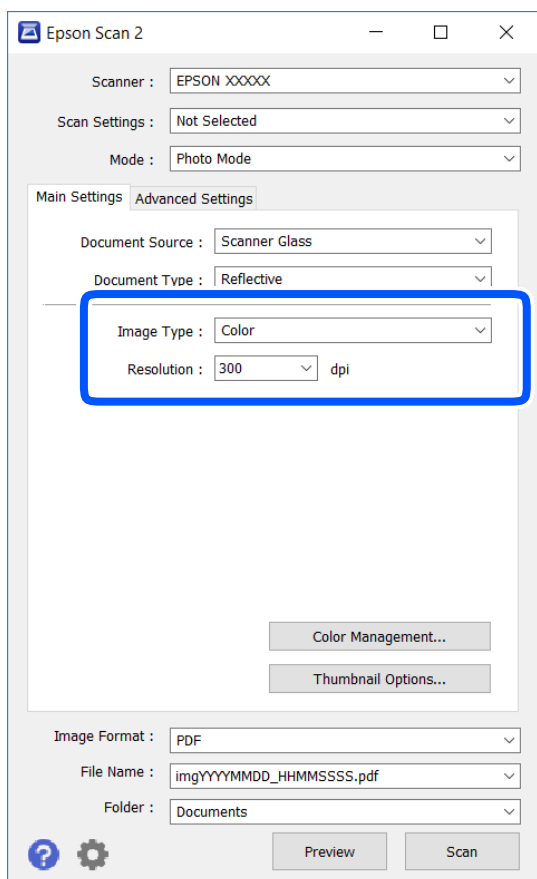 Epson Scan 2
Scanner : EPSON XXXXX
Scan Settings : Not Selected
Mode : Photo Mode
Main Settings Advanced Settings
Document Source : Scanner Glass
Document Type : Reflective
Image Type : Color
Resolution : 300 dpi
Color Management...
Thumbnail Options...
Image Format : PDF
File Name : imgYYYYMMDD_HHMMSSSS.pdf
Folder : Documents
? Preview Scan